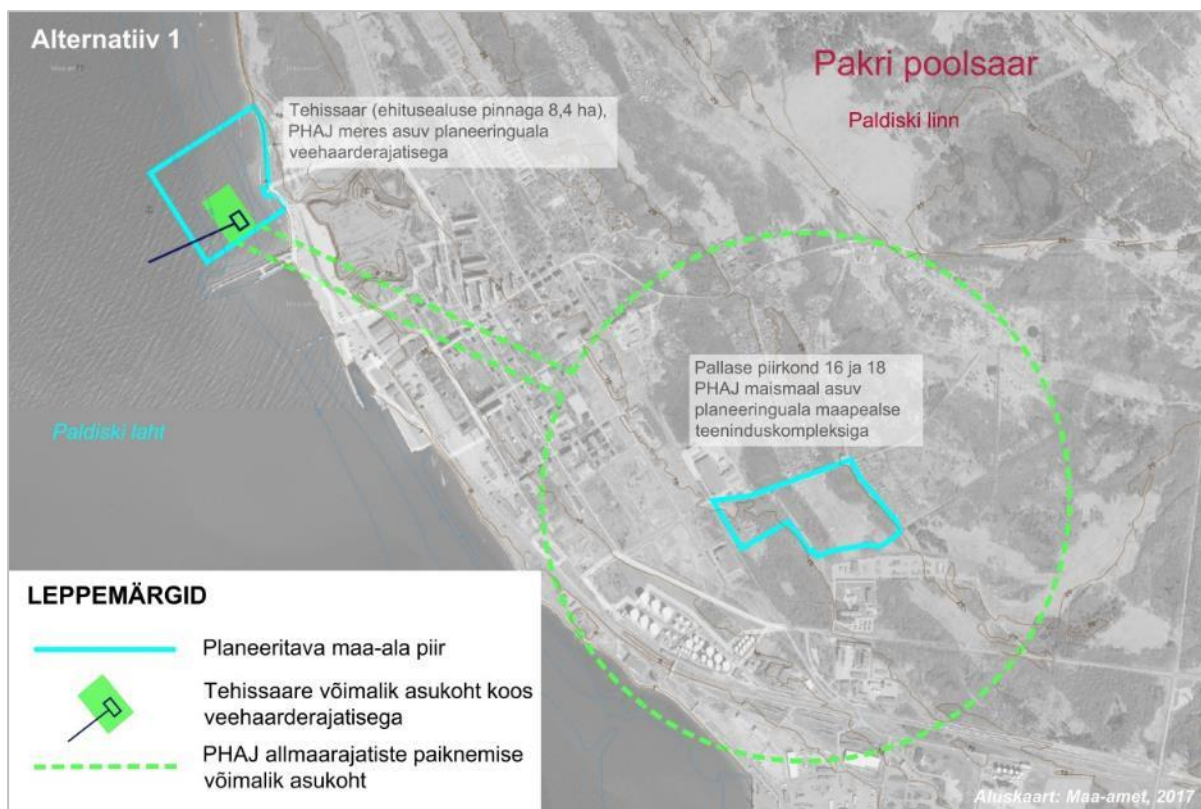 Alternatiiv 1
Pakri poolsaar
Paldiski linn
Tehissaar (ehitusealuse pinnaga 8,4 ha),
PHAJ meres asuv planeeringuala
veehaarderajatisega
Pallase piirkond 16 ja 18
PHAJ maismaal asuv
planeeringuala maapealse
teeninduskompleksiga
Paldiski laht
LEPPEMÄRGID
Planeeritava maa-ala piir
Tehissaare võimalik asukoht koos
veehaarderajatisega
PHAJ allmaarajatiste paiknemise
võimalik asukoht
Aluskaart: Maa-amet, 2017